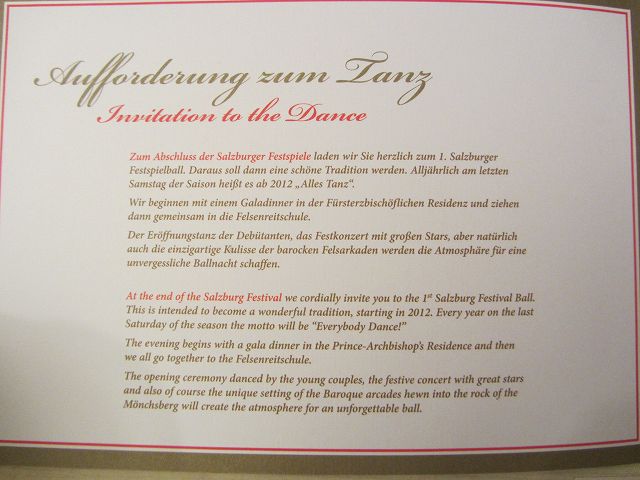 Aufforderung zum Tanz
Invitation to the Dance
Zum Abschluss der Salzburger Festspiele laden wir Sie herzlich zum 1. Salzburger
Festspielball. Daraus soll dann eine schöne Tradition werden. Alljährlich am letzten
Samstag der Saison heißt es ab 2012 „Alles Tanz“.
Wir beginnen mit einem Galadinner in der Fürsterzbischöflichen Residenz und ziehen
dann gemeinsam in die Felsenreitschule.
Der Eröffnungstanz der Debütanten, das Festkonzert mit großen Stars, aber natürlich
auch die einzigartige Kulisse der barocken Felsarkaden werden die Atmosphäre für eine
unvergessliche Ballnacht schaffen.
At the end of the Salzburg Festival we cordially invite you to the 1st Salzburg Festival Ball.
This is intended to become a wonderful tradition, starting in 2012. Every year on the last
Saturday of the season the motto will be “Everybody Dance!”
The evening begins with a gala dinner in the Prince-Archbishop's Residence and then
we all go together to the Felsenreitschule.
The opening ceremony danced by the young couples, the festive concert with great stars
and also of course the unique setting of the Baroque arcades hewn into the rock of the
Mönchsberg will create the atmosphere for an unforgettable ball.